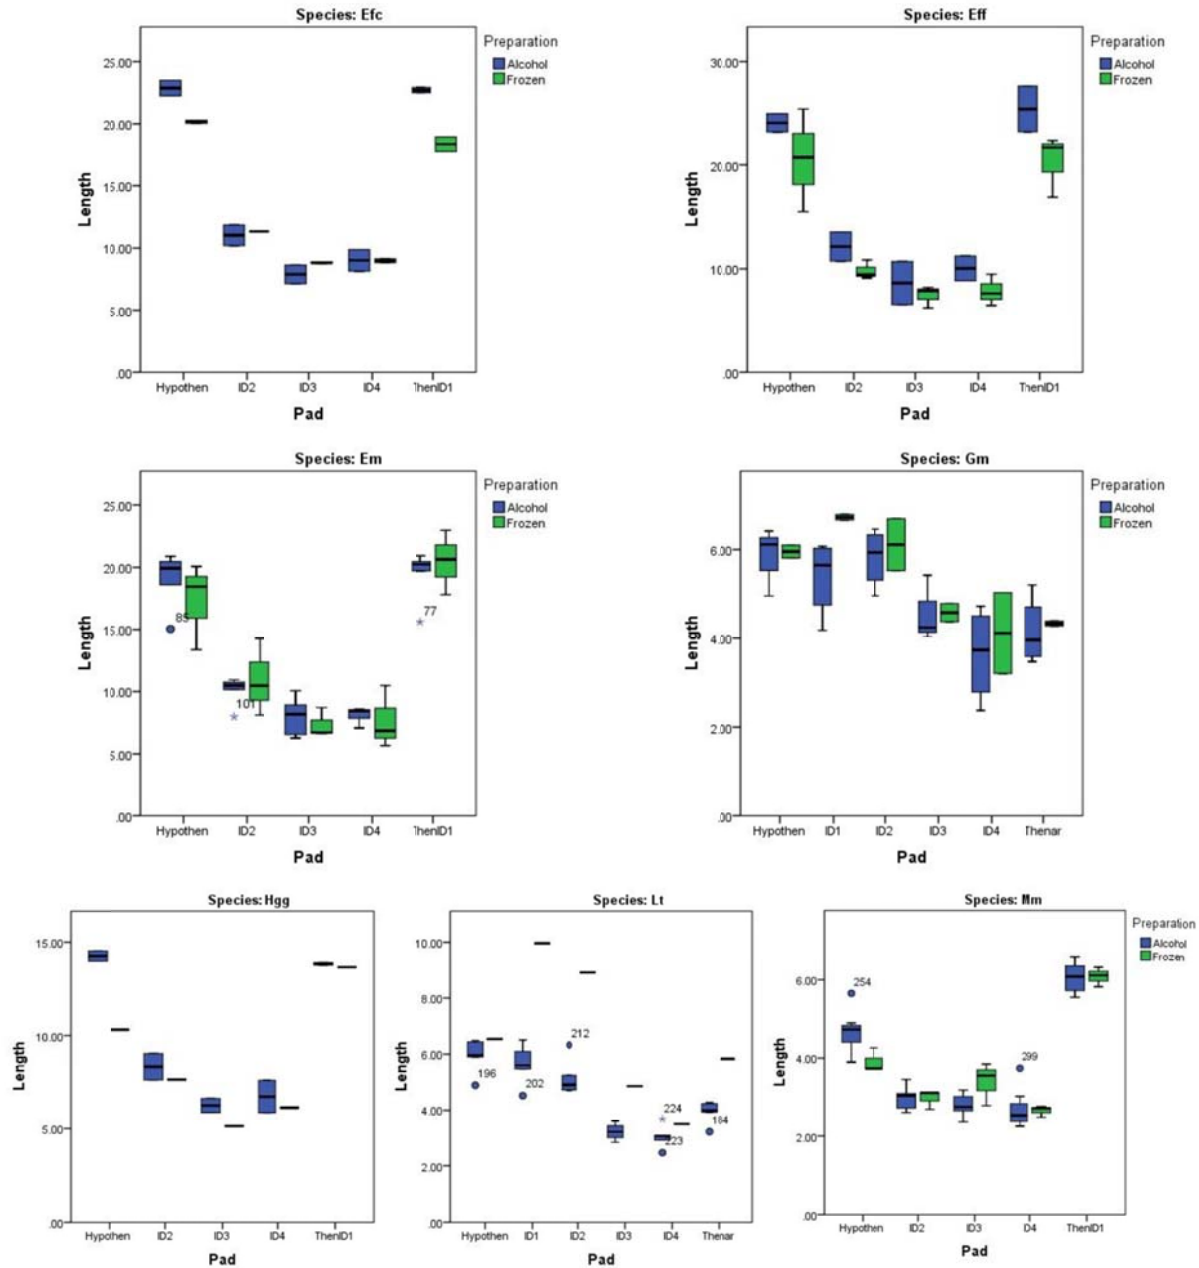 Species: Efc
Preparation
Alcohol
Frozen
25.00
20.00
15.00
10.00
5.00
.00
Length
Hypothen ID2 ID3 ID4 ThenID1
Pad
Species: Eff
Preparation
Alcohol
Frozen
30.00
20.00
10.00
.00
Length
Hypothen ID2 ID3 ID4 ThenID1
Pad
Species: Em
Preparation
Alcohol
Frozen
25.00
20.00
15.00
10.00
5.00
.00
Length
85
101
77
Hypothen ID2 ID3 ID4 ThenID1
Pad
Species: Gm
Preparation
Alcohol
Frozen
6.00
4.00
2.00
.00
Length
Hypothen ID1 ID2 ID3 ID4 Thenar
Pad
Species: Hgg
15.00
10.00
5.00
.00
Length
Hypothen ID2 ID3 ID4 ThenID1
Pad
Species: Lt
10.00
8.00
6.00
4.00
2.00
.00
Length
196
202
212
224
223
184
Hypothen ID1 ID2 ID3 ID4 Thenar
Pad
Species: Mm
Preparation
Alcohol
Frozen
6.00
4.00
2.00
.00
Length
254
299
Hypothen ID2 ID3 ID4 ThenID1
Pad